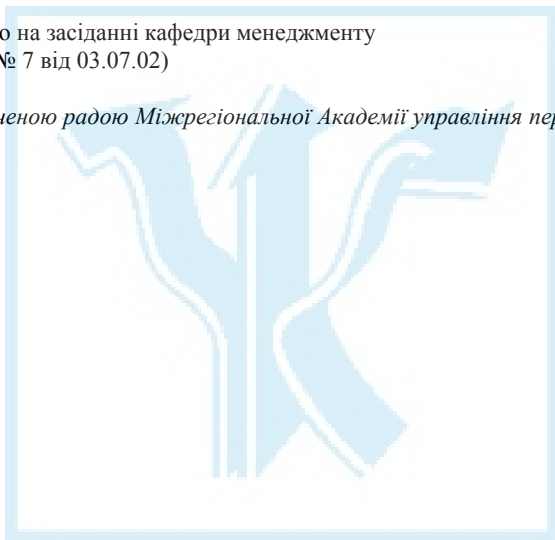 о на засіданні кафедри менеджменту
№ 7 від 03.07.02)
ченою радою Міжрегіональної Академії управління пер